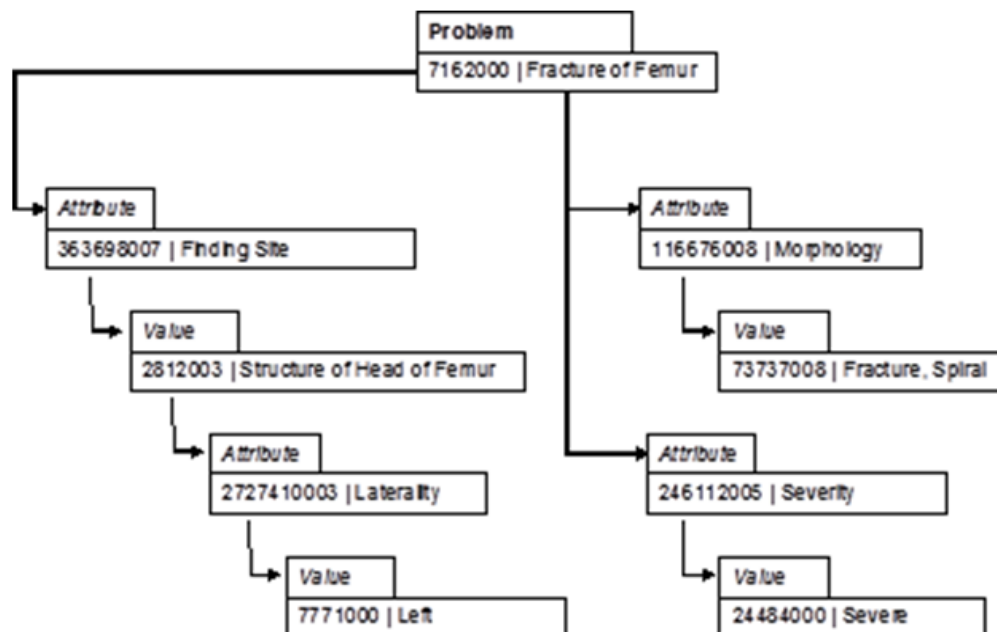 Problem
7162000 | Fracture of Femur
Attribute
363698007 | Finding Site
Value
2812003 | Structure of Head of Femur
Attribute
2727410003 | Laterality
Value
7771000 | Left
Attribute
116676008 | Morphology
Value
73737008 | Fracture, Spiral
Attribute
246112005 | Severity
Value
24484000 | Severe